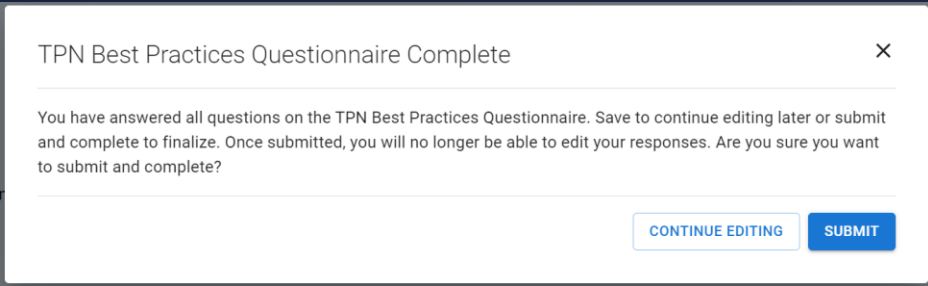 TPN Best Practices Questionnaire Complete
You have answered all questions on the TPN Best Practices Questionnaire. Save to continue editing later or submit
and complete to finalize. Once submitted, you will no longer be able to edit your responses. Are you sure you want
to submit and complete?
CONTINUE EDITING SUBMIT